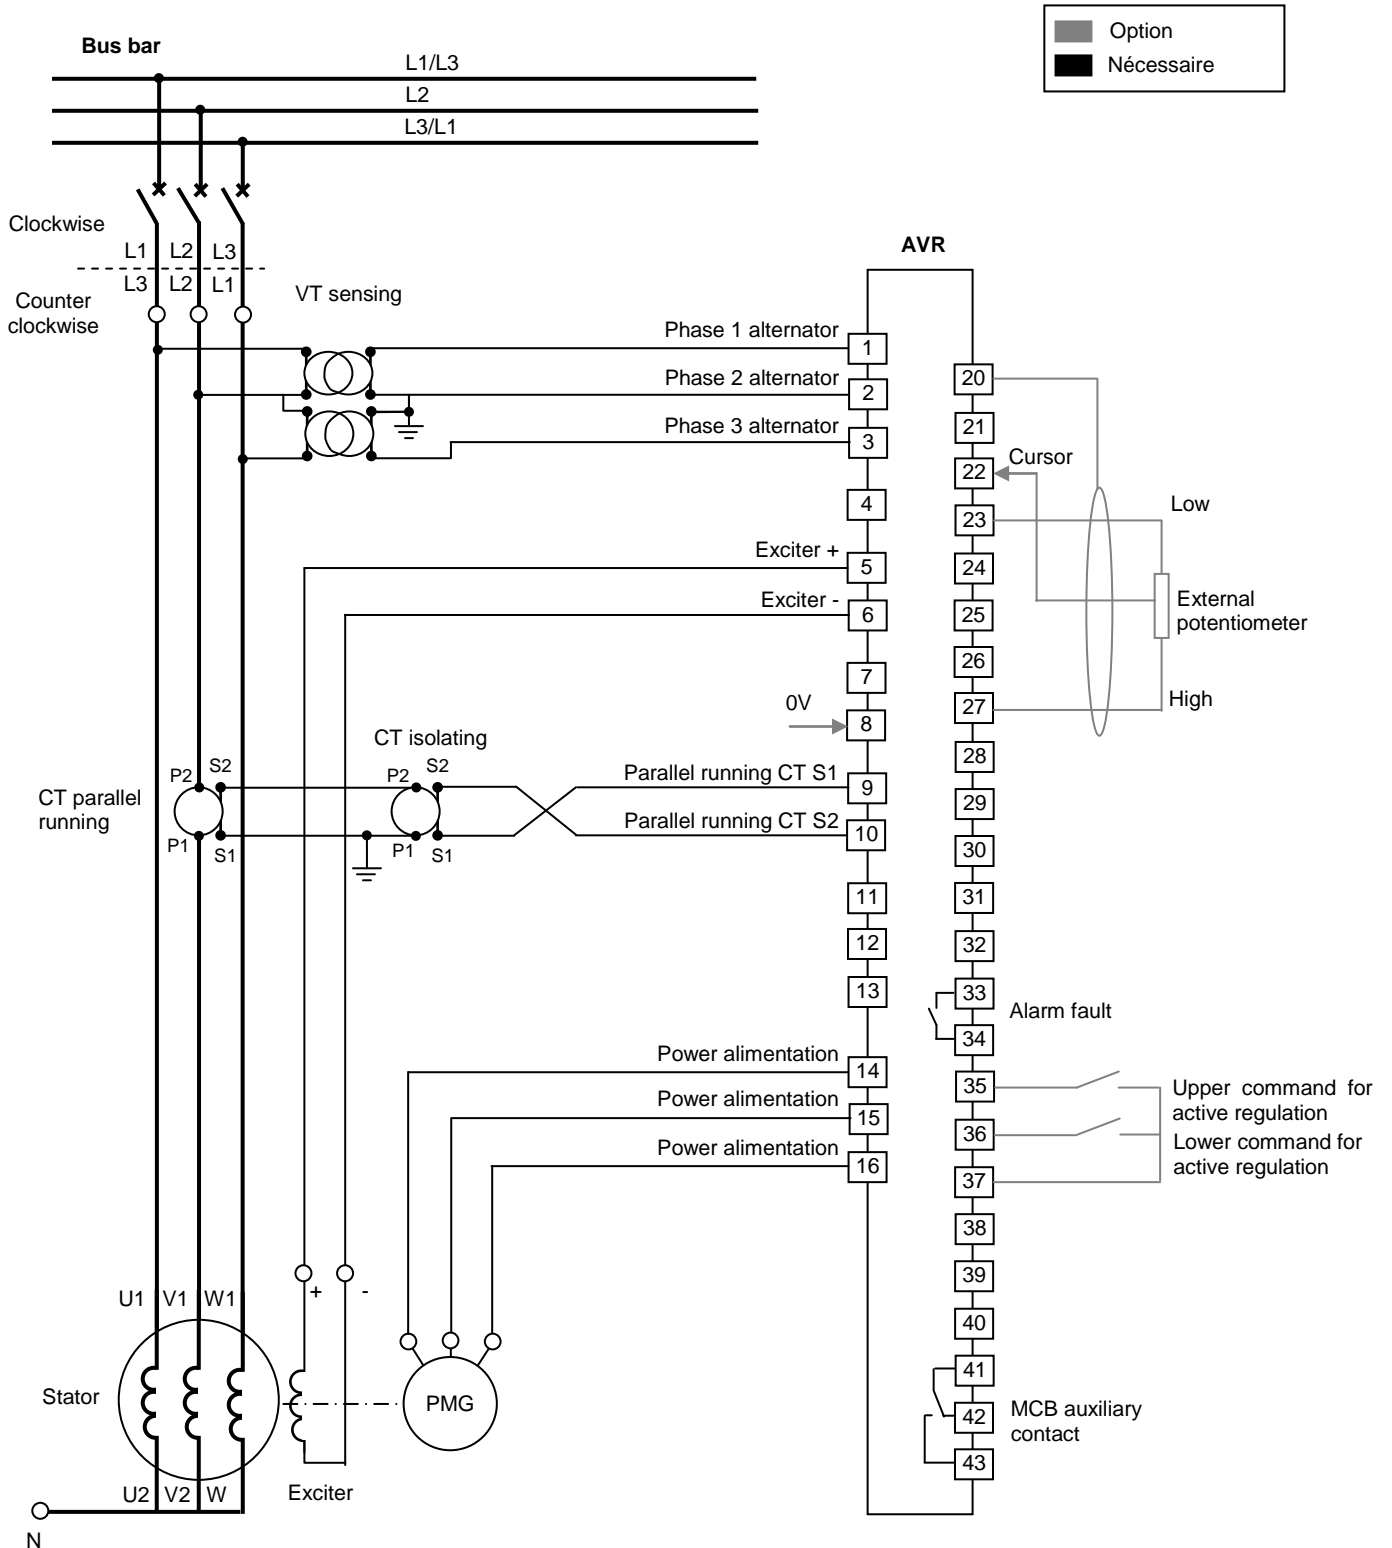 Option
Nécessaire
Bus bar
L1/L3
L2
L3/L1
Clockwise
L1 L2 L3
L3 L2 L1
Counter
clockwise
VT sensing
AVR
Phase 1 alternator
1
Phase 2 alternator
2
Phase 3 alternator
3
4
Exciter +
5
Exciter -
6
7
0V
8
CT isolating
CT parallel
running
P2 S2
P1 S1
P2 S2
P1 S1
Parallel running CT S1
9
Parallel running CT S2
10
11
12
13
Power alimentation
14
Power alimentation
15
Power alimentation
16
20
21
Cursor
22
Low
23
24
External
potentiometer
25
26
High
27
28
29
30
31
32
33
Alarm fault
34
35
Upper command for
active regulation
36
Lower command for
active regulation
37
38
39
40
41
42
MCB auxiliary
contact
43
+ -
U1 V1 W1
Stator
PMG
U2 V2 W
Exciter
N